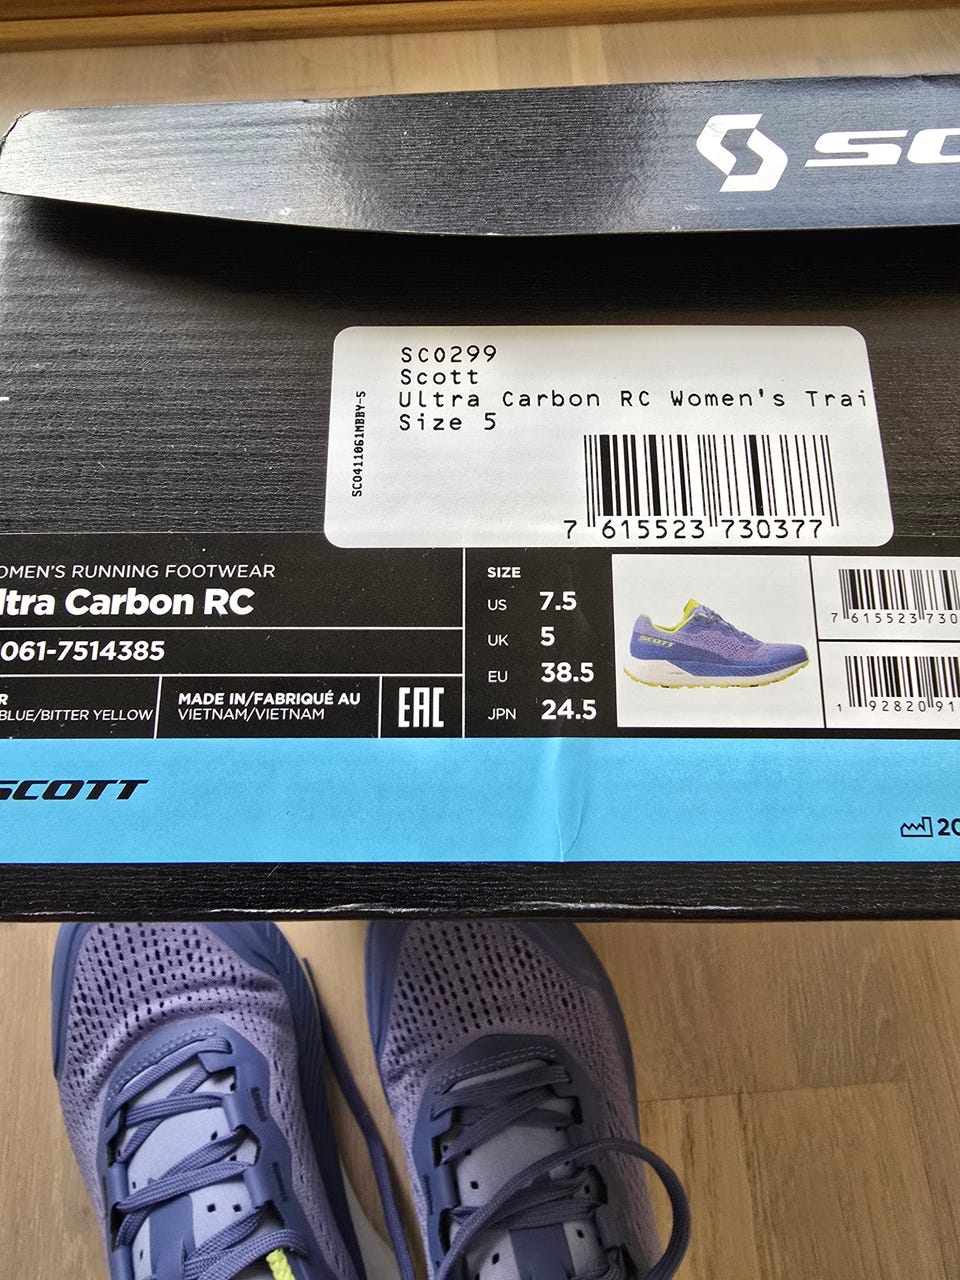 SC
SC0299
Scott
Ultra Carbon RC Women's Trai
Size 5
SC0411061MBBY-5
7 615523 730377
OMEN'S RUNNING FOOTWEAR
ltra Carbon RC
061-7514385
R
BLUE/BITTER YELLOW
MADE IN/FABRIQUÉ AU
VIETNAM/VIETNAM
EAC
SIZE
US 7.5
UK 5
EU 38.5
JPN 24.5
SCOTT
7 615523 730
1 92820 91
SCOTT
20